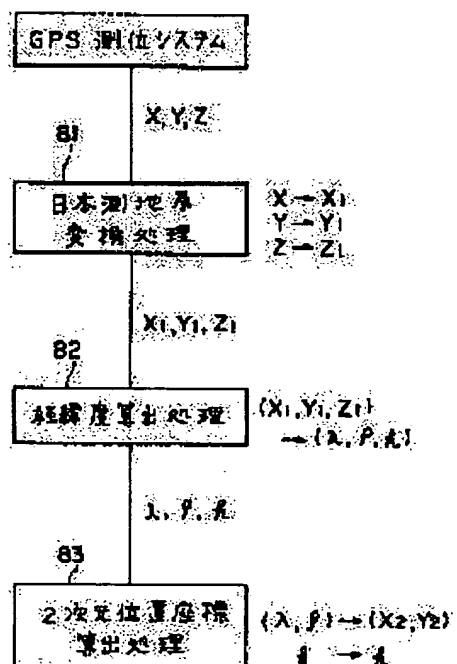 GPS 測位システム
X, Y, Z
81
日本測地系
変換処理
X → X1
Y → Y1
Z → Z1
X1, Y1, Z1
82
経緯度算出処理
(X1, Y1, Z1)
→ (λ, φ, h)
λ, φ, h
83
2次元位置座標
算出処理
(λ, φ) → (X2, Y2)
h → h